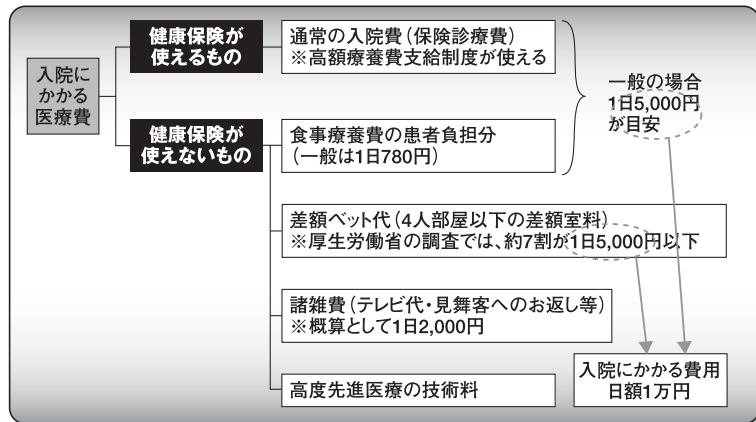 入院に
かかる
医療費
健康保険が
使えるもの
通常の入院費（保険診療費）
※高額療養費支給制度が使える
健康保険が
使えないもの
食事療養費の患者負担分
（一般は1日780円）
一般の場合
1日5,000円
が目安
差額ベット代（4人部屋以下の差額室料）
※厚生労働省の調査では、約7割が1日5,000円以下
諸雑費（テレビ代・見舞客へのお返し等）
※概算として1日2,000円
高度先進医療の技術料
入院にかかる費用
日額1万円